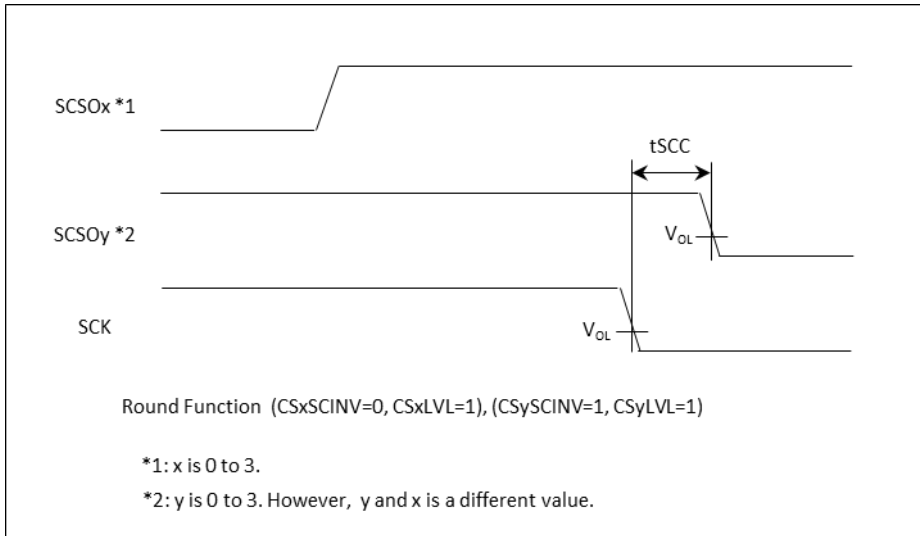 SCSOx *1
tSCC
SCSOy *2
VOL
SCK
VOL
Round Function (CSxSCINV=0, CSxLVL=1), (CSySCINV=1, CSyLVL=1)
*1: x is 0 to 3.
*2: y is 0 to 3. However, y and x is a different value.